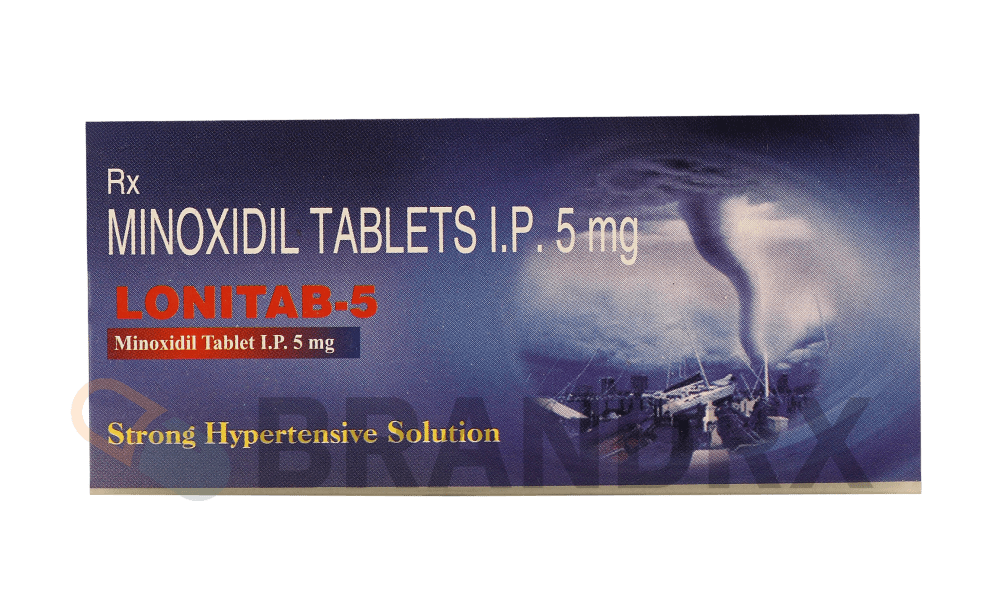 Rx
MINOXIDIL TABLETS I.P. 5 mg
LONITAB-5
Minoxidil Tablet I.P. 5 mg
Strong Hypertensive Solution
BRANDRX